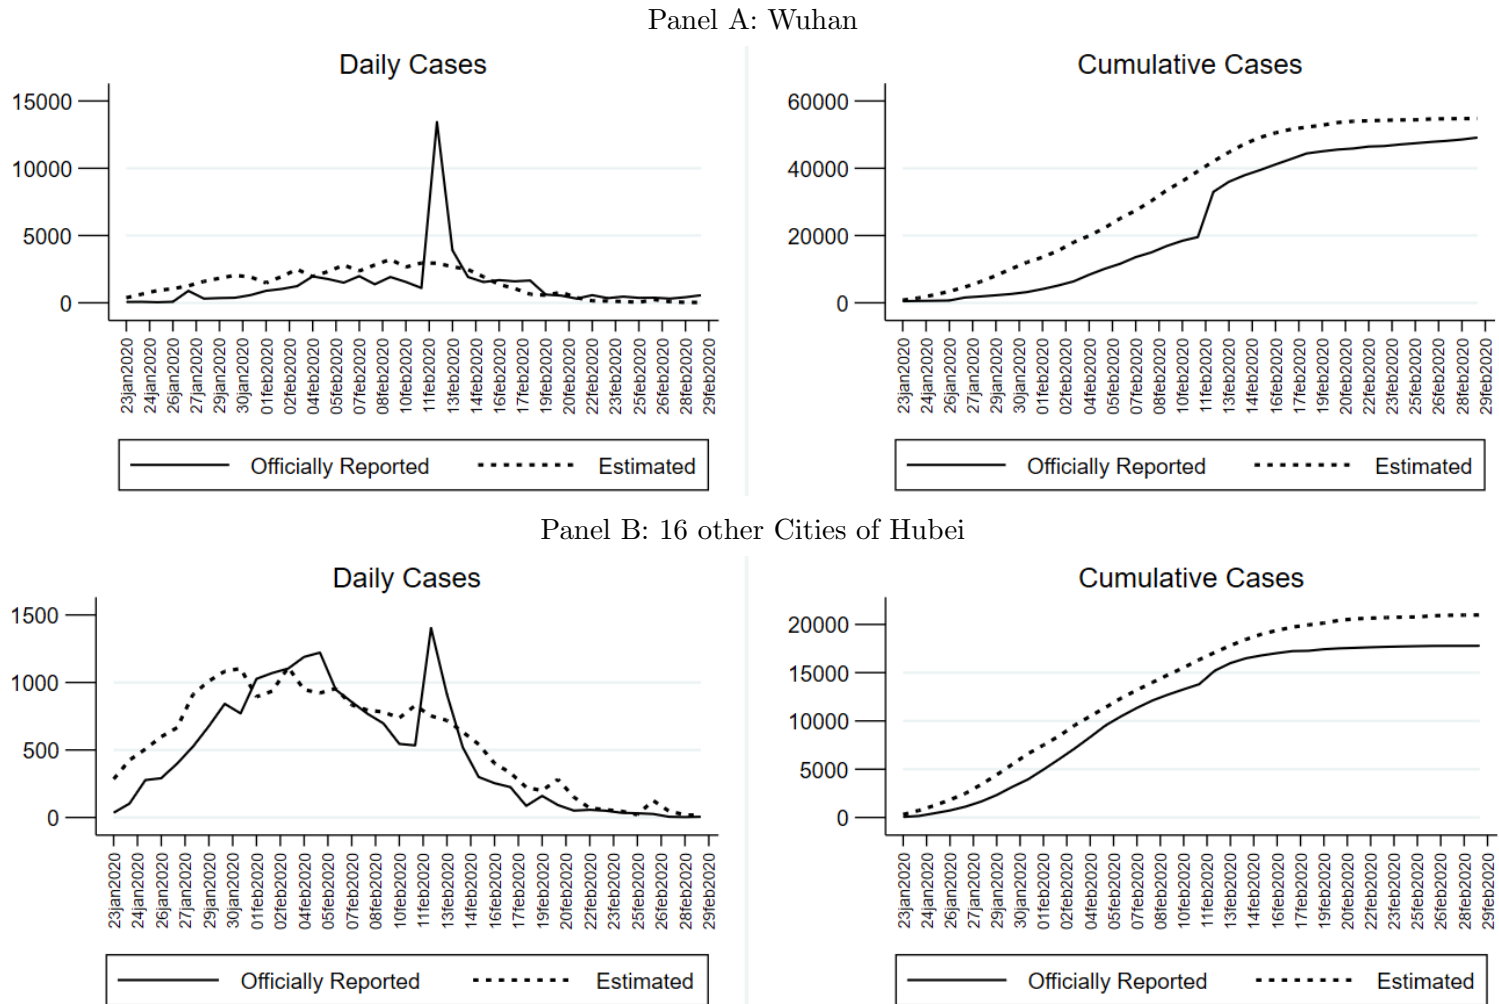 Panel A: Wuhan
Daily Cases
15000
10000
5000
0
23jan2020
24jan2020
26jan2020
27jan2020
29jan2020
30jan2020
01feb2020
02feb2020
04feb2020
05feb2020
07feb2020
08feb2020
10feb2020
11feb2020
13feb2020
14feb2020
16feb2020
17feb2020
19feb2020
20feb2020
22feb2020
23feb2020
25feb2020
26feb2020
28feb2020
29feb2020
Officially Reported Estimated
Cumulative Cases
60000
40000
20000
0
23jan2020
24jan2020
26jan2020
27jan2020
29jan2020
30jan2020
01feb2020
02feb2020
04feb2020
05feb2020
07feb2020
08feb2020
10feb2020
11feb2020
13feb2020
14feb2020
16feb2020
17feb2020
19feb2020
20feb2020
22feb2020
23feb2020
25feb2020
26feb2020
28feb2020
29feb2020
Officially Reported Estimated
Panel B: 16 other Cities of Hubei
Daily Cases
1500
1000
500
0
23jan2020
24jan2020
26jan2020
27jan2020
29jan2020
30jan2020
01feb2020
02feb2020
04feb2020
05feb2020
07feb2020
08feb2020
10feb2020
11feb2020
13feb2020
14feb2020
16feb2020
17feb2020
19feb2020
20feb2020
22feb2020
23feb2020
25feb2020
26feb2020
28feb2020
29feb2020
Officially Reported Estimated
Cumulative Cases
20000
15000
10000
5000
0
23jan2020
24jan2020
26jan2020
27jan2020
29jan2020
30jan2020
01feb2020
02feb2020
04feb2020
05feb2020
07feb2020
08feb2020
10feb2020
11feb2020
13feb2020
14feb2020
16feb2020
17feb2020
19feb2020
20feb2020
22feb2020
23feb2020
25feb2020
26feb2020
28feb2020
29feb2020
Officially Reported Estimated